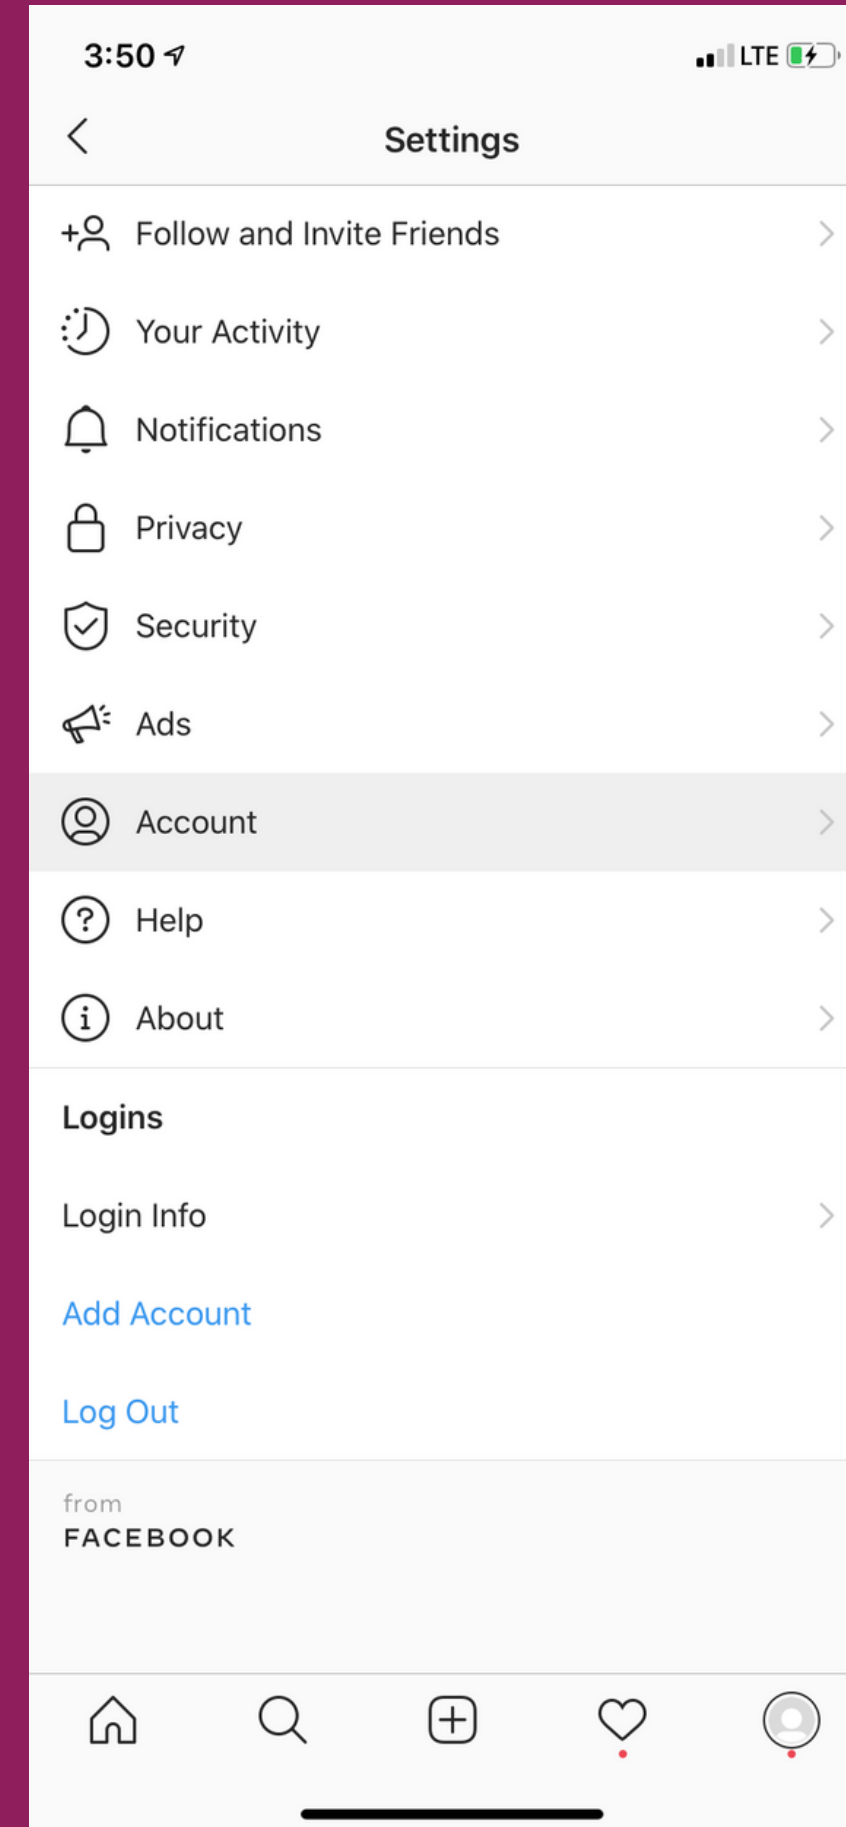 3:50 LTE
Settings
Follow and Invite Friends
Your Activity
Notifications
Privacy
Security
Ads
Account
Help
About
Logins
Login Info
Add Account
Log Out
from
FACEBOOK